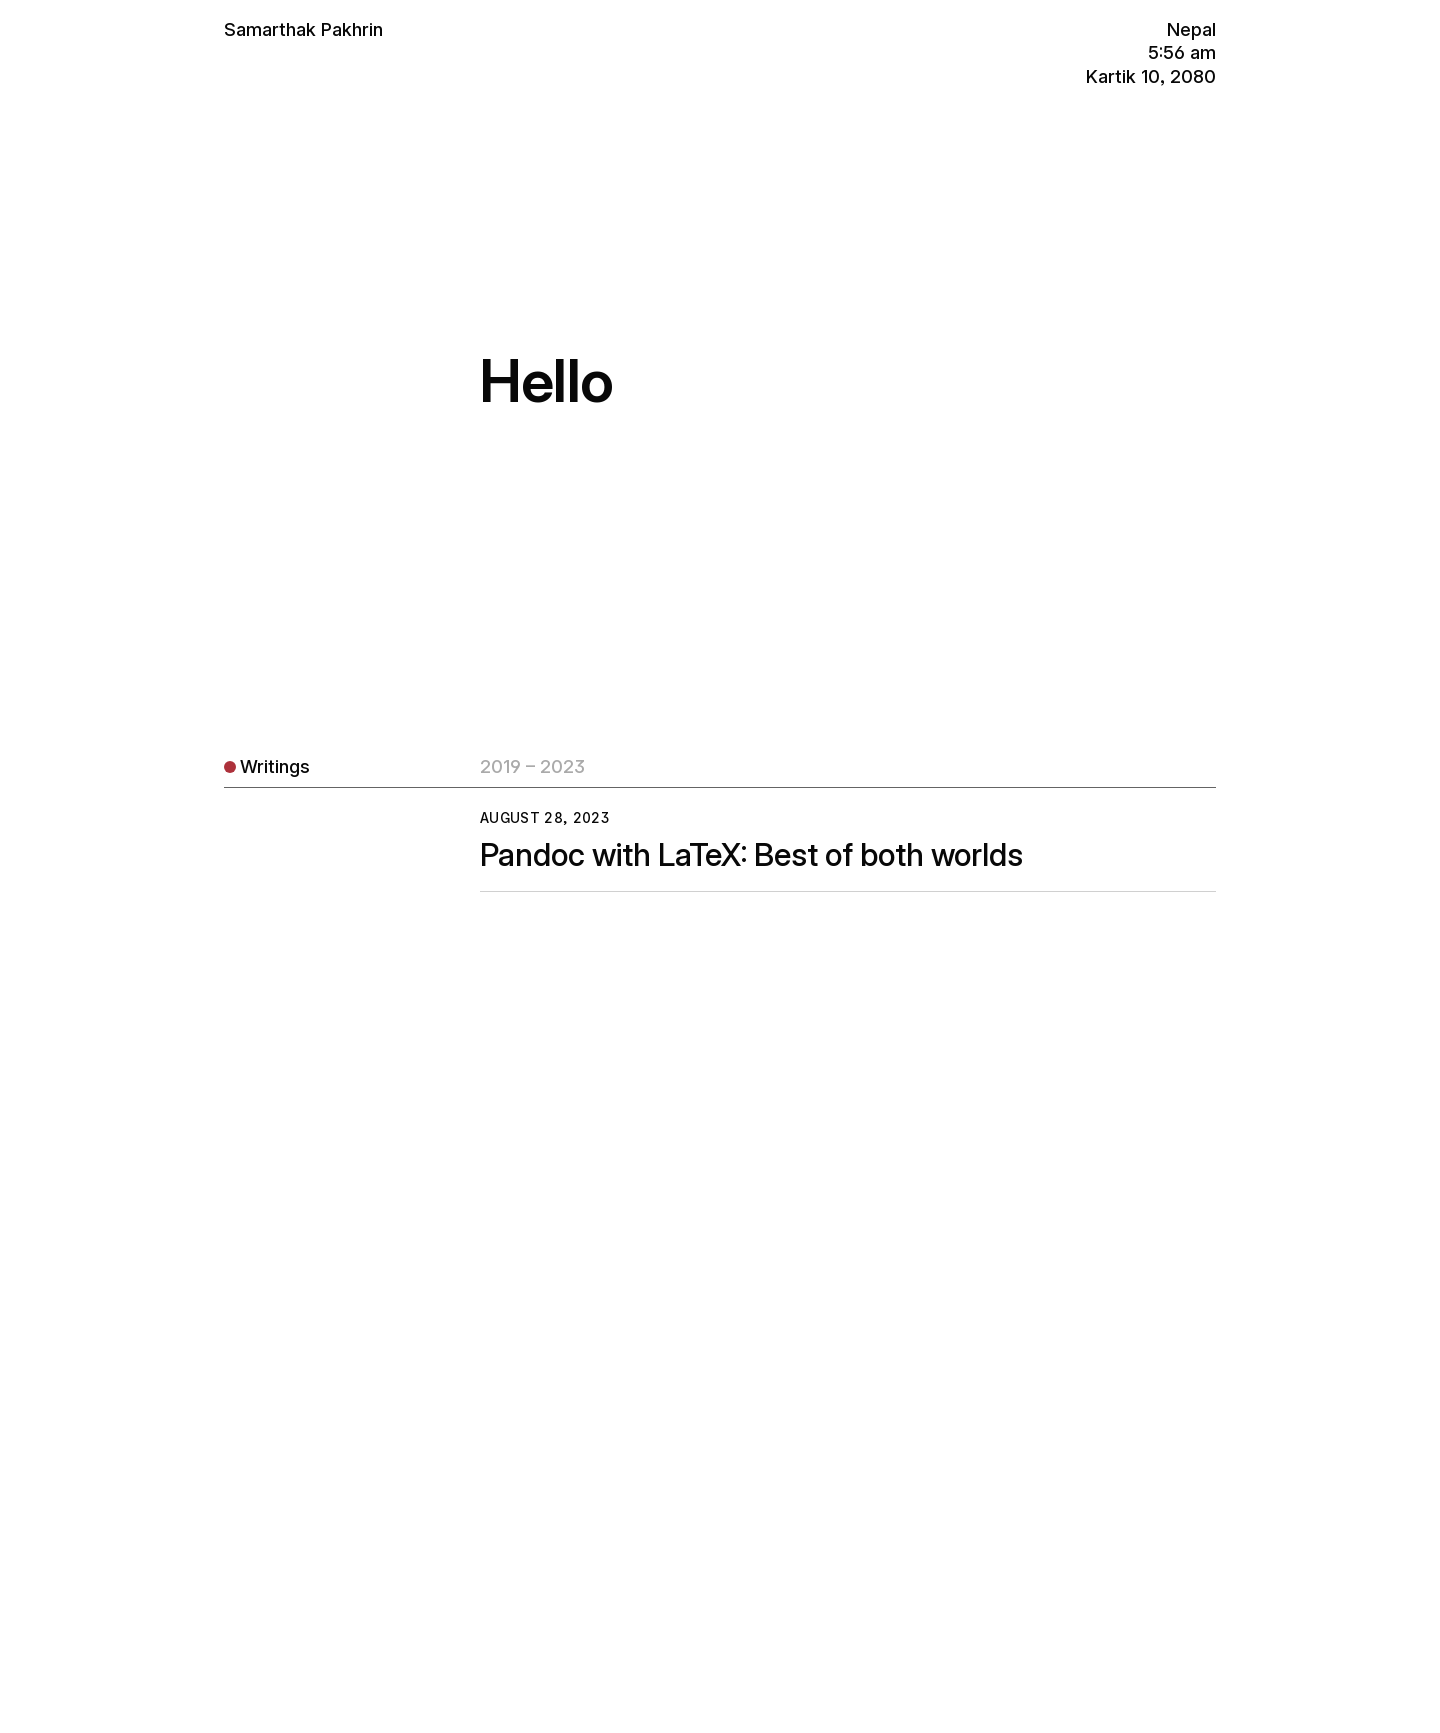 Samarthak Pakhrin
Nepal
5:56 am
Kartik 10, 2080
Hello
Writings
2019 – 2023
AUGUST 28, 2023
Pandoc with LaTeX: Best of both worlds